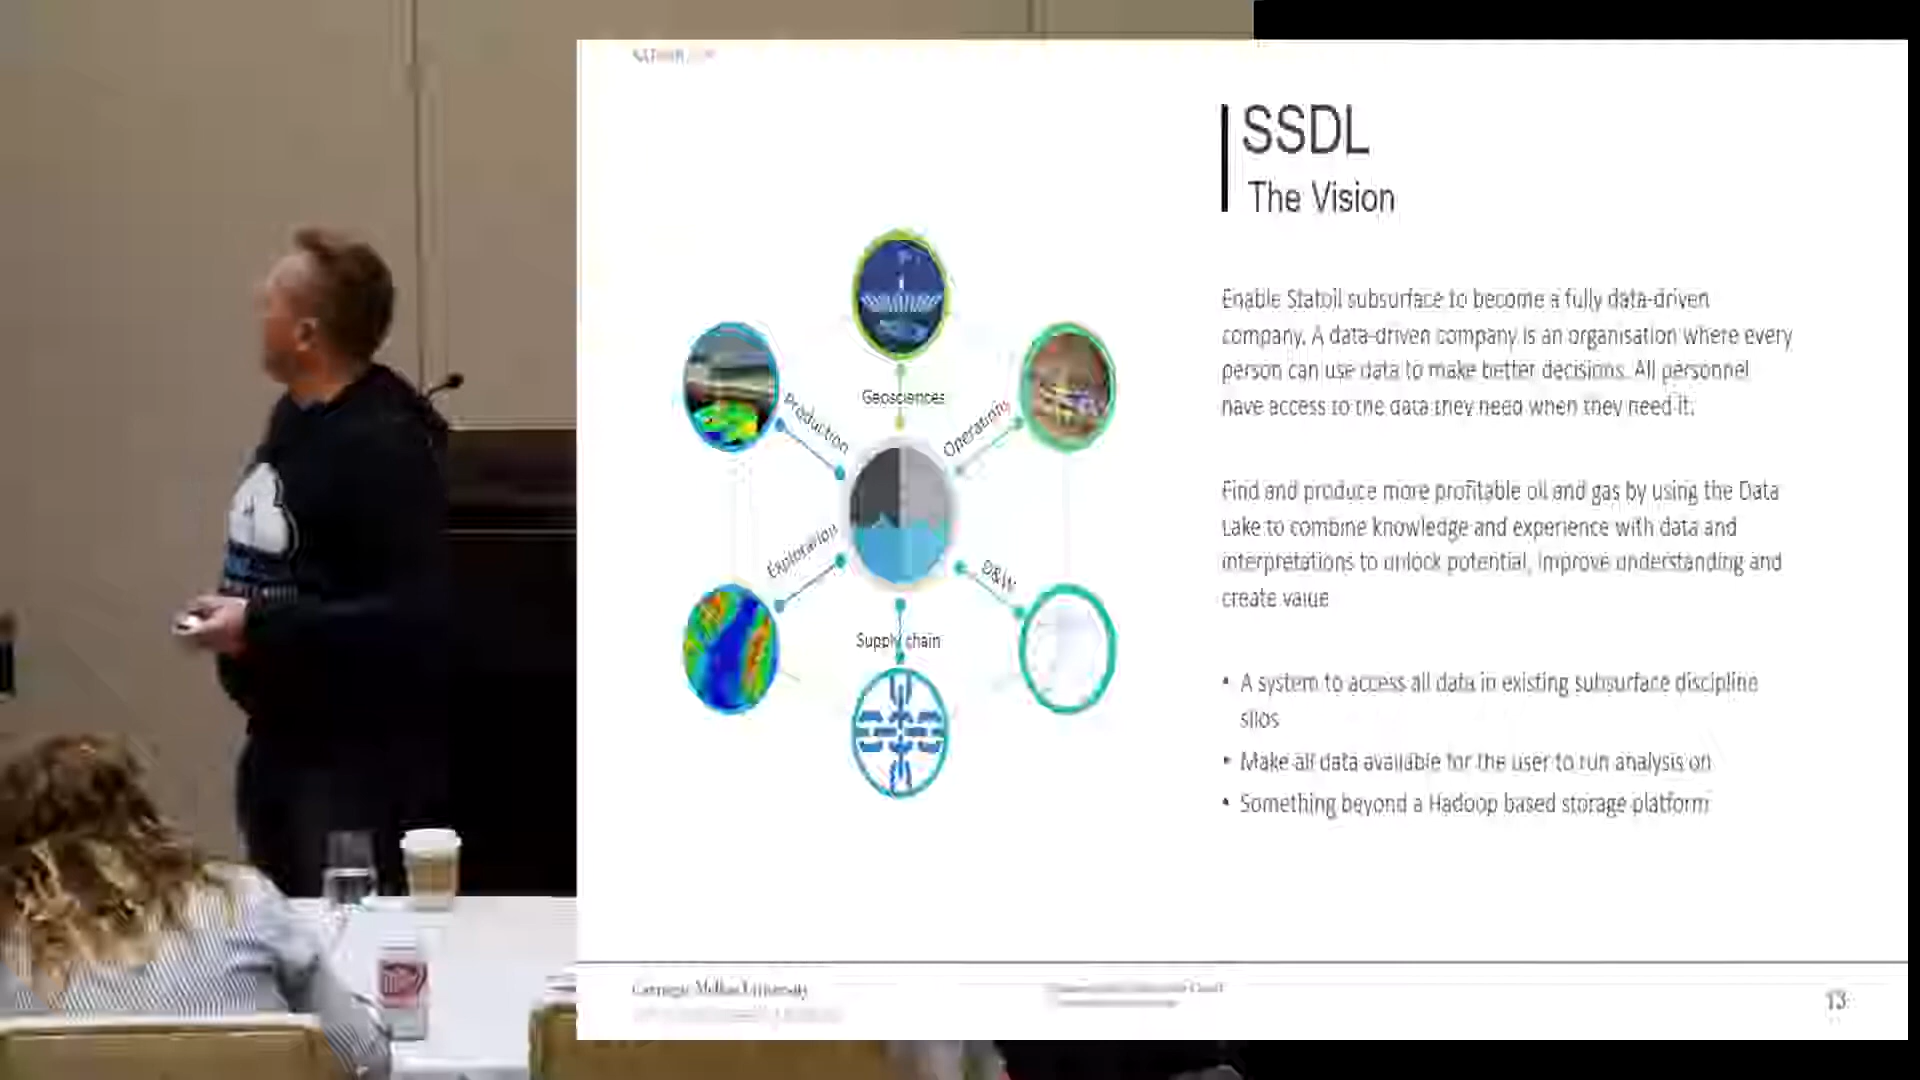 SSDL
The Vision
Enable Statoil subsurface to become a fully data-driven
company. A data-driven company is an organisation where every
person can use data to make better decisions. All personnel
have access to the data they need when they need it.
Find and produce more profitable oil and gas by using the Data
Lake to combine knowledge and experience with data and
interpretations to unlock potential, improve understanding and
create value
• A system to access all data in existing subsurface discipline
silos
• Make all data available for the user to run analysis on
• Something beyond a Hadoop based storage platform
Geosciences
Production
Operations
Exploration
D&W
Supply chain
Carnegie Mellon University
13